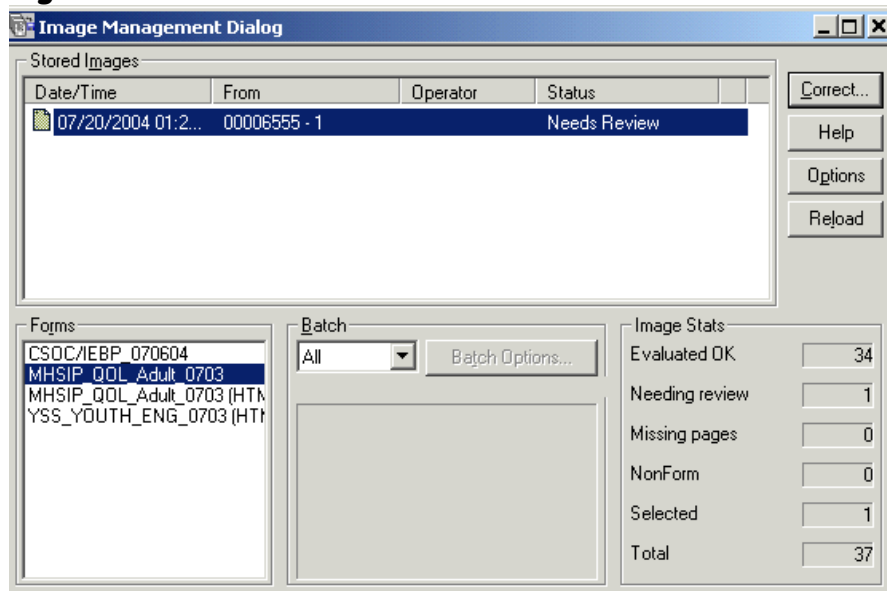 Image Management Dialog
Stored Images
Date/Time From Operator Status
07/20/2004 01:2... 00006555 - 1 Needs Review
Correct...
Help
Options
Reload
Forms
CSOC/IEBP_070604
MHSIP_QOL_Adult_0703
MHSIP_QOL_Adult_0703 (HTM
YSS_YOUTH_ENG_0703 (HTM
Batch
All
Batch Options...
Image Stats
Evaluated OK 34
Needing review 1
Missing pages 0
NonForm 0
Selected 1
Total 37